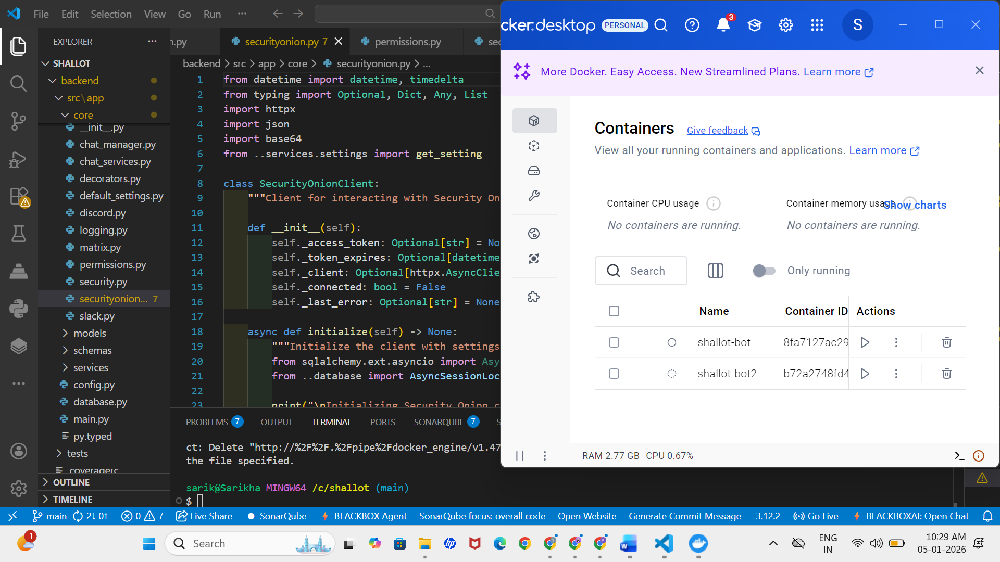 File Edit Selection View Go Run ···
EXPLORER ···
SHALLOT
backend
src\app
core
__init__.py
chat_manager.py
chat_services.py
decorators.py
default_settings.py
discord.py
logging.py
matrix.py
permissions.py
security.py
securityonion... 7
slack.py
models
schemas
services
config.py
database.py
main.py
py.typed
tests
.coveragerc
OUTLINE
TIMELINE
n.py securityonion.py 7 permissions.py sec
backend > src > app > core > securityonion.py > ...
1 from datetime import datetime, timedelta
2 from typing import Optional, Dict, Any, List
3 import httpx
4 import json
5 import base64
6 from ..services.settings import get_setting
7
8 class SecurityOnionClient:
9 """Client for interacting with Security On
10
11 def __init__(self):
12 self._access_token: Optional[str] = No
13 self._token_expires: Optional[datetime
14 self._client: Optional[httpx.AsyncClie
15 self._connected: bool = False
16 self._last_error: Optional[str] = None
17
18 async def initialize(self) -> None:
19 """Initialize the client with settings
20 from sqlalchemy.ext.asyncio import Asy
21 from ..database import AsyncSessionLoc
22
23 print("\nInitializing Security Onion c
PROBLEMS 7 OUTPUT TERMINAL PORTS SONARQUBE 7 S
ct: Delete "http://%2F%2F.%2Fpipe%2Fdocker_engine/v1.47
the file specified.
sarik@Sarikha MINGW64 /c/shallot (main)
$
cker.desktop PERSONAL 3 S
More Docker. Easy Access. New Streamlined Plans. Learn more
Containers Give feedback
View all your running containers and applications. Learn more
Container CPU usage
No containers are running.
Container memory usage
No containers are running.
Show charts
Search
Only running
Name Container ID Actions
shallot-bot 8fa7127ac29
shallot-bot2 b72a2748fd4
RAM 2.77 GB CPU 0.67%
main 2↓ 0↑ 0 7 Live Share SonarQube BLACKBOX Agent SonarQube focus: overall code Open Website Generate Commit Message 3.12.2 Go Live BLACKBOXAI: Open Chat
1 Search hp ENG
IN
10:29 AM
05-01-2026